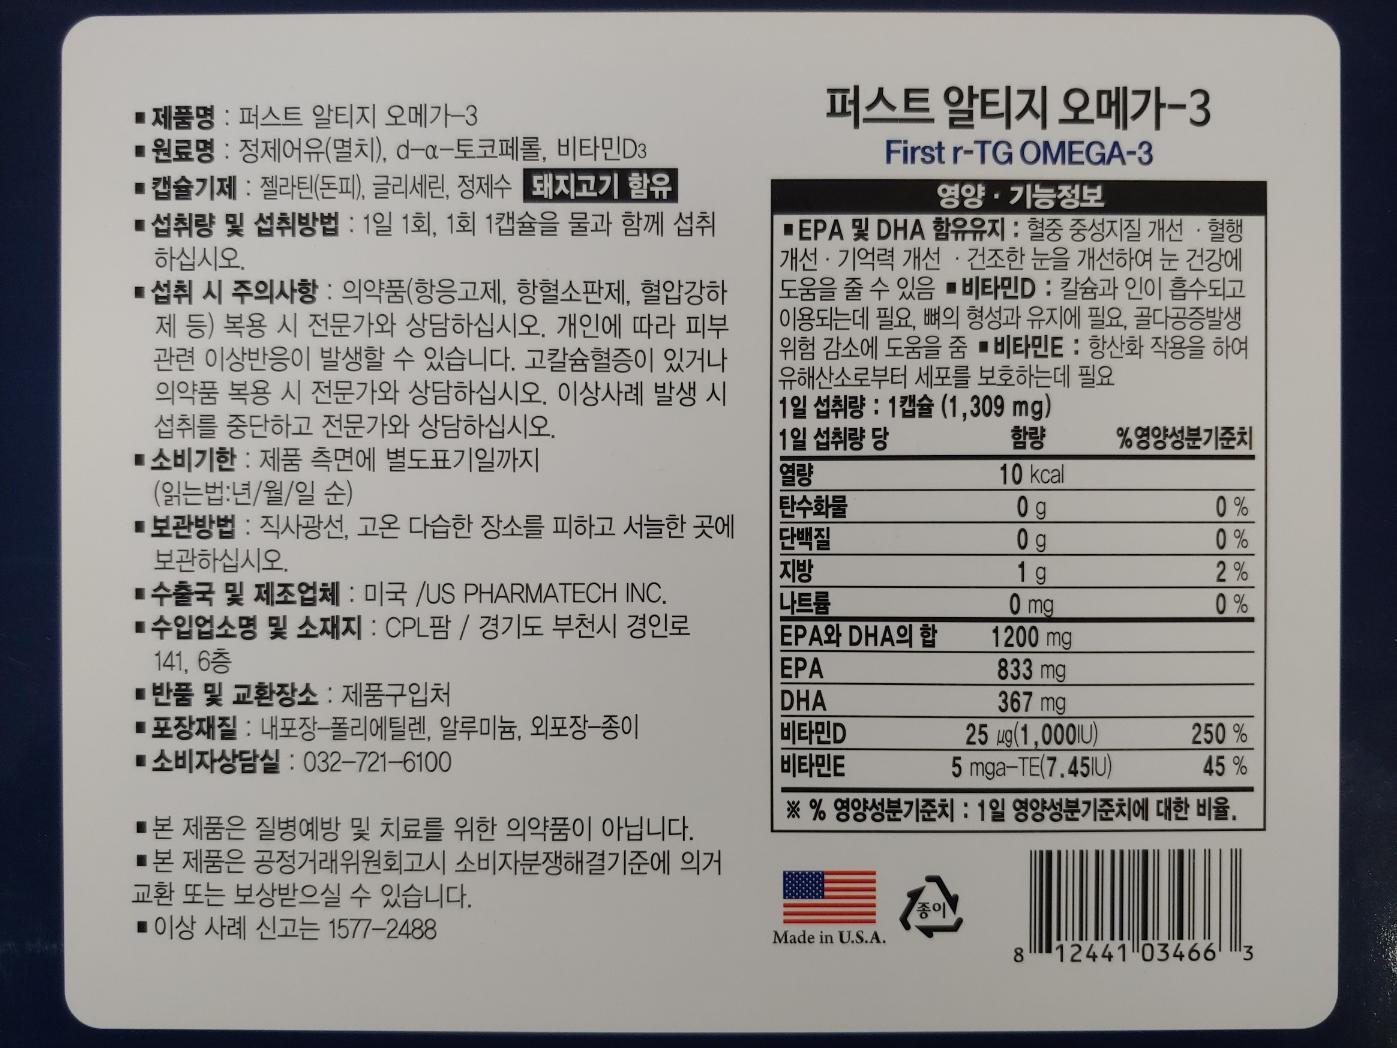 ■ 제품명 : 퍼스트 알티지 오메가-3
■ 원료명 : 정제어유(멸치), d-α-토코페롤, 비타민D3
■ 캡슐기제 : 젤라틴(돈피), 글리세린, 정제수 돼지고기 함유
■ 섭취량 및 섭취방법 : 1일 1회, 1회 1캡슐을 물과 함께 섭취
하십시오.
■ 섭취 시 주의사항 : 의약품(항응고제, 항혈소판제, 혈압강하
제 등) 복용 시 전문가와 상담하십시오. 개인에 따라 피부
관련 이상반응이 발생할 수 있습니다. 고칼슘혈증이 있거나
의약품 복용 시 전문가와 상담하십시오. 이상사례 발생 시
섭취를 중단하고 전문가와 상담하십시오.
■ 소비기한 : 제품 측면에 별도표기일까지
(읽는법:년/월/일 순)
■ 보관방법 : 직사광선, 고온 다습한 장소를 피하고 서늘한 곳에
보관하십시오.
■ 수출국 및 제조업체 : 미국 /US PHARMATECH INC.
■ 수입업소명 및 소재지 : CPL팜 / 경기도 부천시 경인로
141, 6층
■ 반품 및 교환장소 : 제품구입처
■ 포장재질 : 내포장-폴리에틸렌, 알루미늄, 외포장-종이
■ 소비자상담실 : 032-721-6100
■ 본 제품은 질병예방 및 치료를 위한 의약품이 아닙니다.
■ 본 제품은 공정거래위원회고시 소비자분쟁해결기준에 의거
교환 또는 보상받으실 수 있습니다.
■ 이상 사례 신고는 1577-2488
퍼스트 알티지 오메가-3
First r-TG OMEGA-3
영양 · 기능정보
■ EPA 및 DHA 함유유지 : 혈중 중성지질 개선 · 혈행
개선 · 기억력 개선 · 건조한 눈을 개선하여 눈 건강에
도움을 줄 수 있음 ■ 비타민D : 칼슘과 인이 흡수되고
이용되는데 필요, 뼈의 형성과 유지에 필요, 골다공증발생
위험 감소에 도움을 줌 ■ 비타민E : 항산화 작용을 하여
유해산소로부터 세포를 보호하는데 필요
1일 섭취량 : 1캡슐 (1,309 mg)
1일 섭취량 당 함량 %영양성분기준치
열량 10 kcal
탄수화물 0 g 0 %
단백질 0 g 0 %
지방 1 g 2 %
나트륨 0 mg 0 %
EPA와 DHA의 합 1200 mg
EPA 833 mg
DHA 367 mg
비타민D 25 μg(1,000IU) 250 %
비타민E 5 mga-TE(7.45IU) 45 %
※ % 영양성분기준치 : 1일 영양성분기준치에 대한 비율.
Made in U.S.A.
종이
8 12441 03466 3